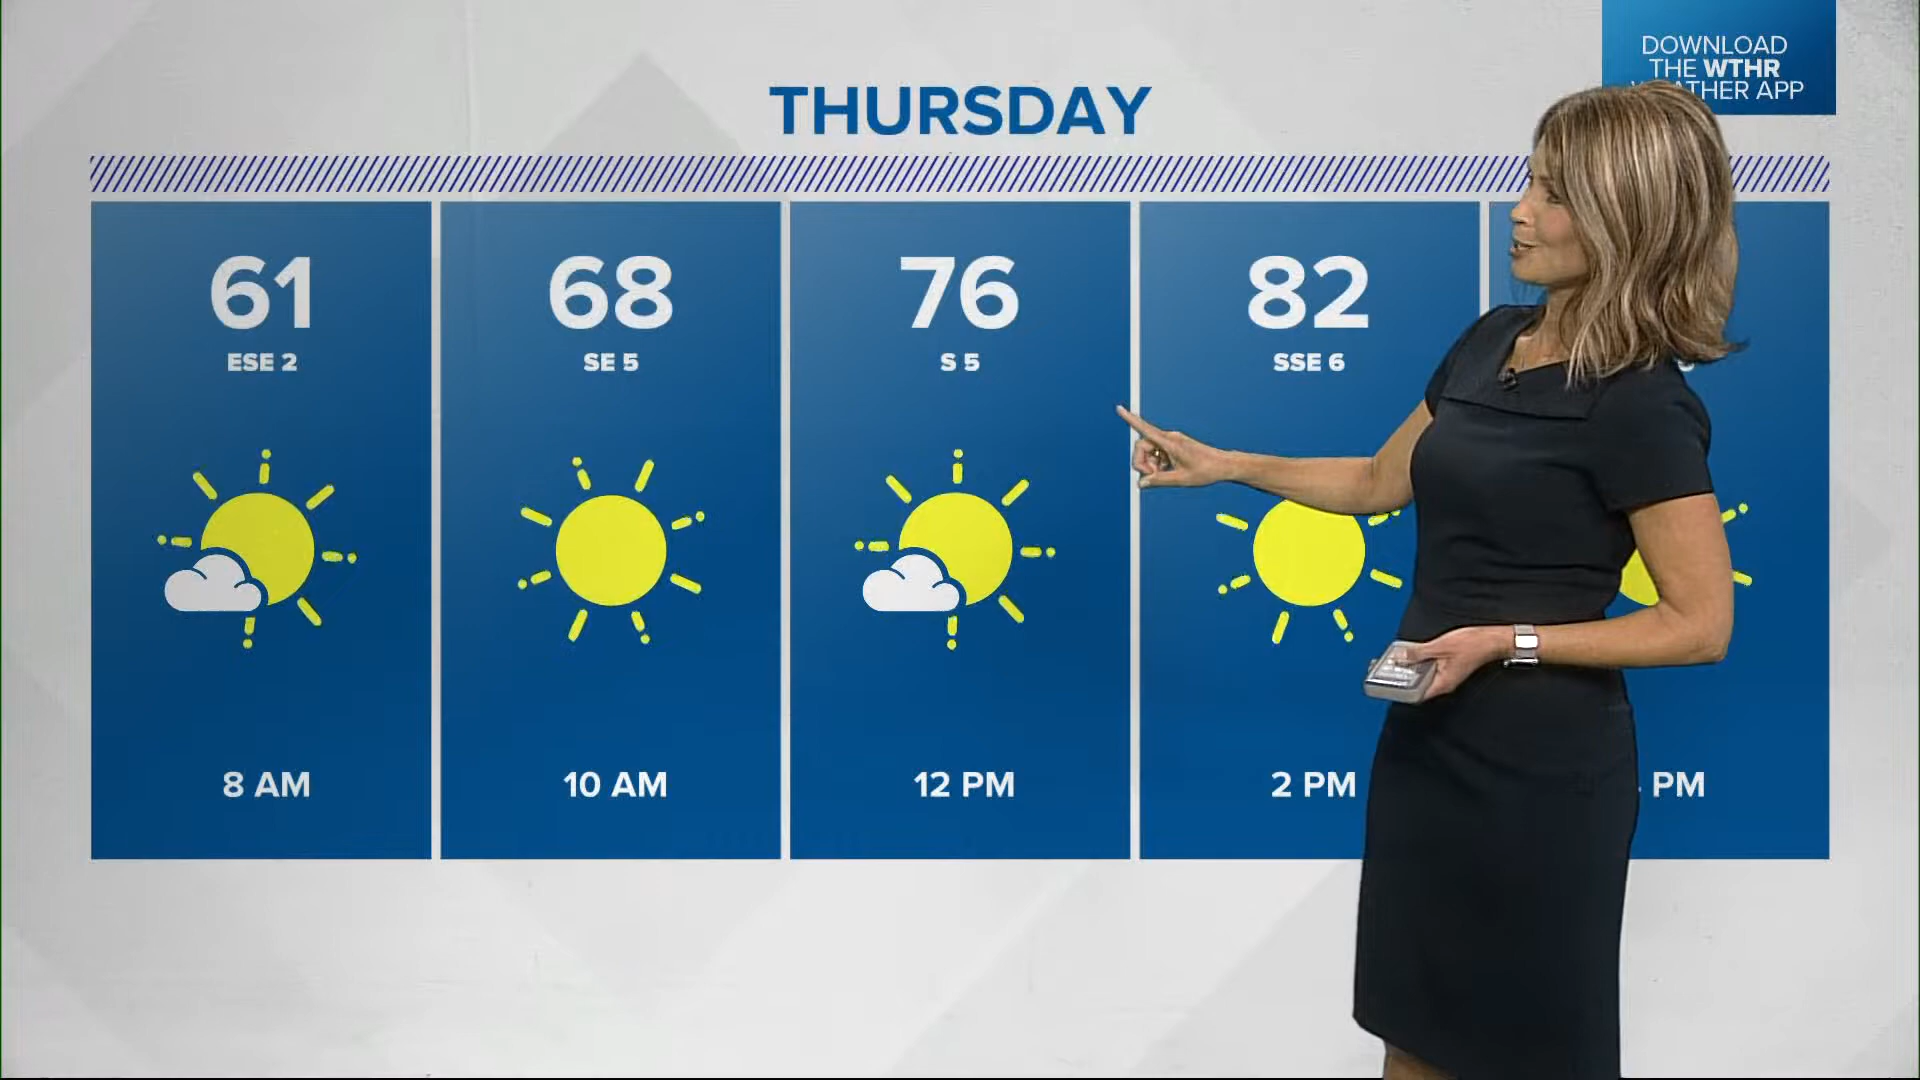 DOWNLOAD
THE WTHR
WEATHER APP
THURSDAY
61
ESE 2
8 AM
68
SE 5
10 AM
76
S 5
12 PM
82
SSE 6
2 PM
PM